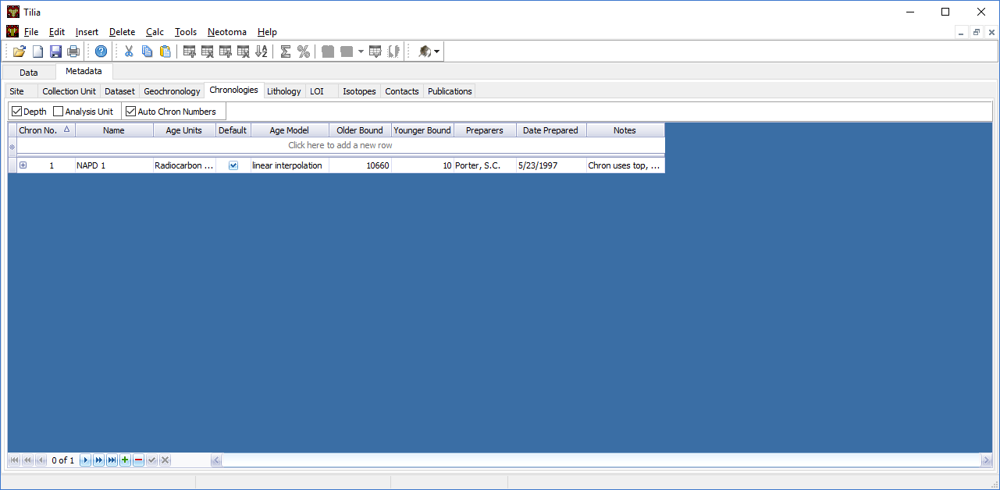 Tilia
File Edit Insert Delete Calc Tools Neotoma Help
Data Metadata
Site Collection Unit Dataset Geochronology Chronologies Lithology LOI Isotopes Contacts Publications
Depth Analysis Unit Auto Chron Numbers
Chron No. Name Age Units Default Age Model Older Bound Younger Bound Preparers Date Prepared Notes
Click here to add a new row
1 NAPD 1 Radiocarbon ... linear interpolation 10660 10 Porter, S.C. 5/23/1997 Chron uses top, ...
0 of 1